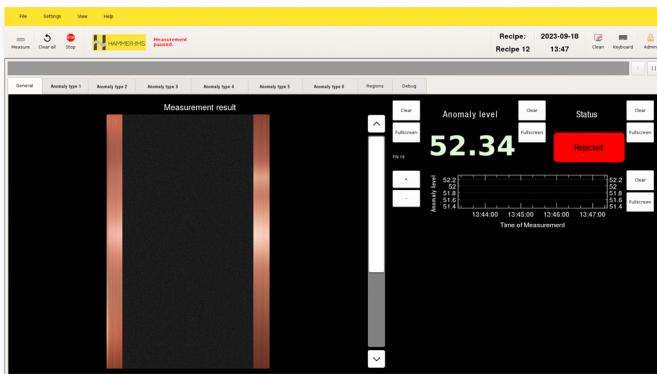 File Settings View Help
Measure Clear all Stop
STOP
HAMMER-IMS
Measurement
paused.
Recipe: 2023-09-18
Recipe 12 13:47
Clean Keyboard Admin
General Anomaly type 1 Anomaly type 2 Anomaly type 3 Anomaly type 4 Anomaly type 5 Anomaly type 6 Regions Debug
Measurement result
Clear
Fullscreen
+
-
Anomaly level
Clear
Fullscreen
52.34
Status
Clear
Fullscreen
Rejected
Anomaly level
52.2
52
51.8
51.6
51.4
52.2
52
51.8
51.6
51.4
13:44:00 13:45:00 13:46:00 13:47:00
Time of Measurement
Clear
Fullscreen